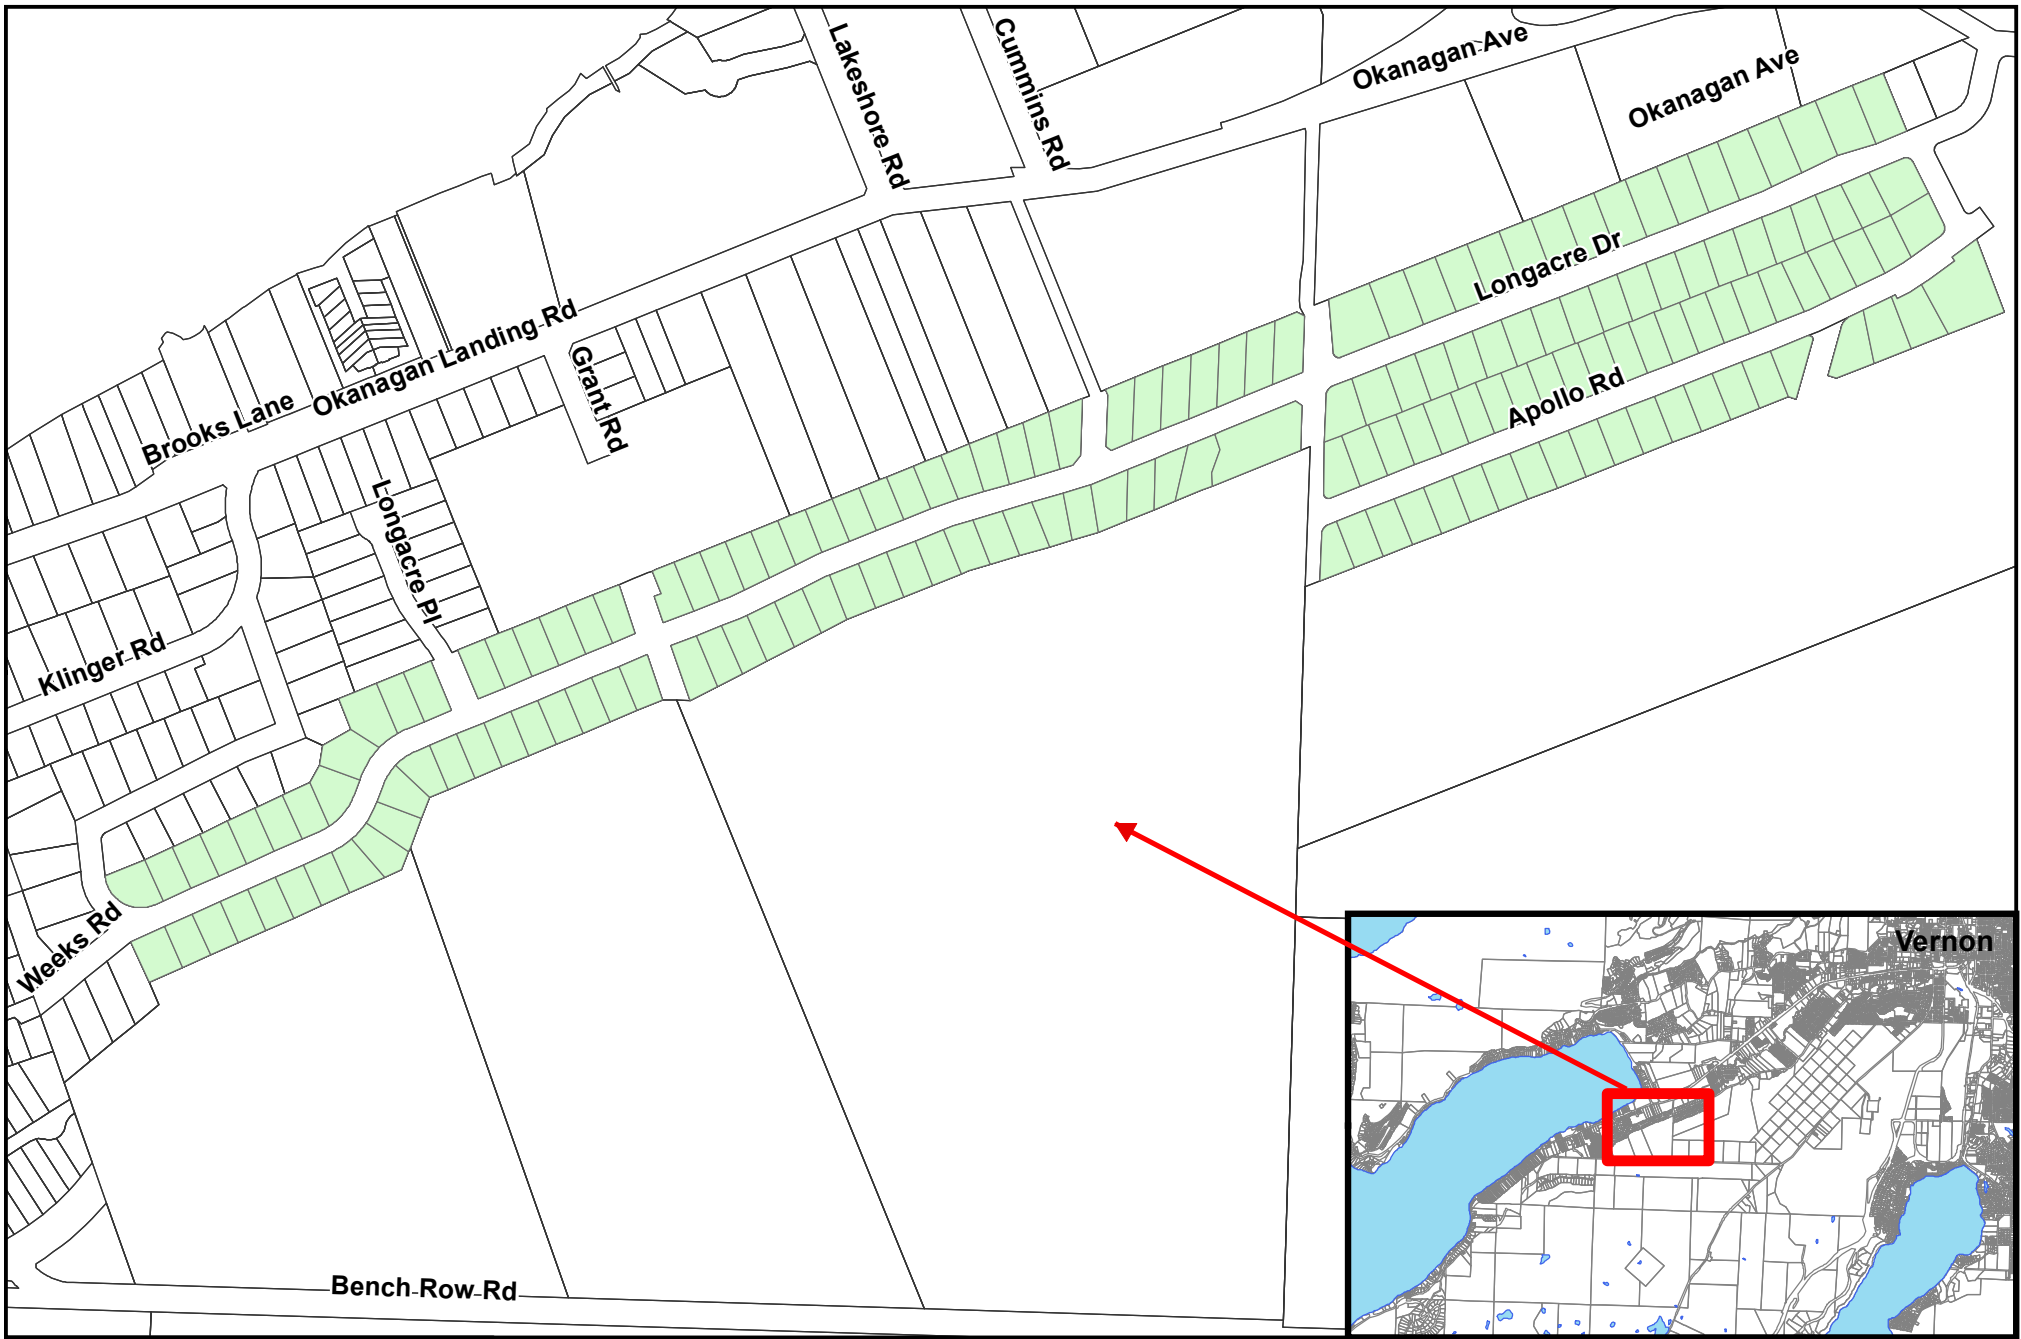 Lakeshore Rd
Cummins Rd
Okanagan Ave
Okanagan Ave
Longacre Dr
Okanagan Landing Rd
Grant Rd
Brooks Lane
Apollo Rd
Longacre Pl
Klinger Rd
Weeks Rd
Vernon
Bench Row Rd